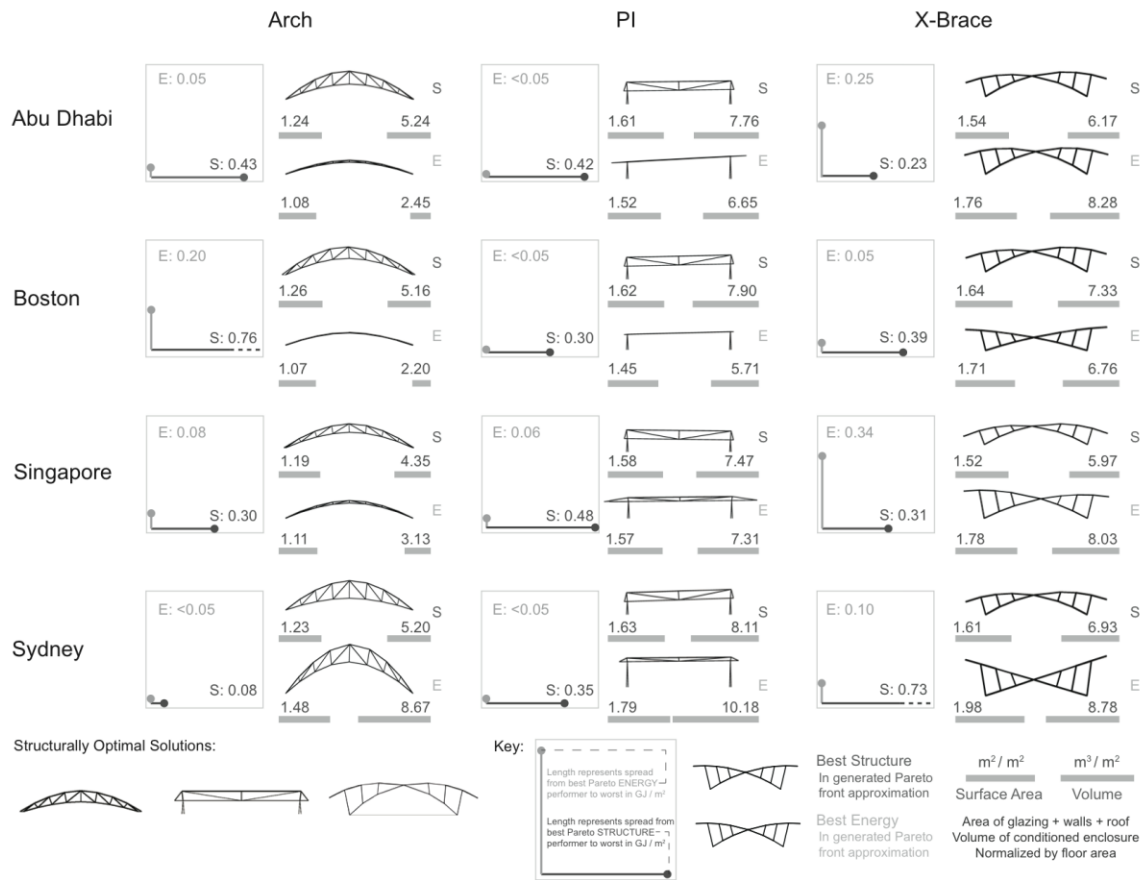 Arch PI X-Brace
Abu Dhabi
E: 0.05 S: 0.43 S 1.24 5.24 E 1.08 2.45
E: <0.05 S: 0.42 S 1.61 7.76 E 1.52 6.65
E: 0.25 S: 0.23 S 1.54 6.17 E 1.76 8.28
Boston
E: 0.20 S: 0.76 S 1.26 5.16 E 1.07 2.20
E: <0.05 S: 0.30 S 1.62 7.90 E 1.45 5.71
E: 0.05 S: 0.39 S 1.64 7.33 E 1.71 6.76
Singapore
E: 0.08 S: 0.30 S 1.19 4.35 E 1.11 3.13
E: 0.06 S: 0.48 S 1.58 7.47 E 1.57 7.31
E: 0.34 S: 0.31 S 1.52 5.97 E 1.78 8.03
Sydney
E: <0.05 S: 0.08 S 1.23 5.20 E 1.48 8.67
E: <0.05 S: 0.35 S 1.63 8.11 E 1.79 10.18
E: 0.10 S: 0.73 S 1.61 6.93 E 1.98 8.78
Structurally Optimal Solutions:
Key:
Length represents spread
from best Pareto ENERGY
performer to worst in GJ / m²
Length represents spread from
best Pareto STRUCTURE
performer to worst in GJ / m²
Best Structure
In generated Pareto
front approximation
Best Energy
In generated Pareto
front approximation
m² / m² m³ / m²
Surface Area Volume
Area of glazing + walls + roof
Volume of conditioned enclosure
Normalized by floor area